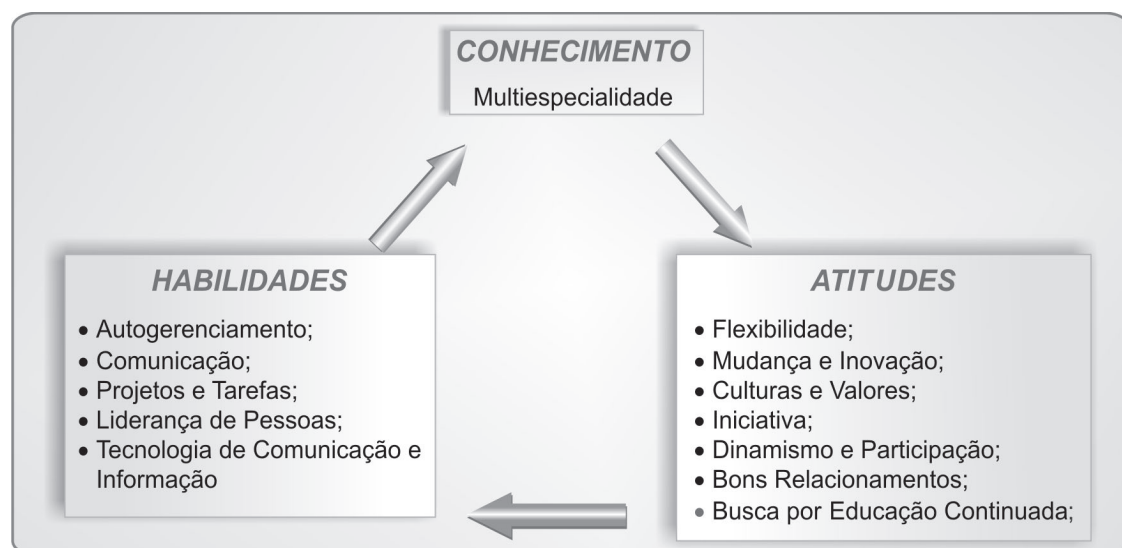 CONHECIMENTO
Multiespecialidade
HABILIDADES
• Autogerenciamento;
• Comunicação;
• Projetos e Tarefas;
• Liderança de Pessoas;
• Tecnologia de Comunicação e
Informação
ATITUDES
• Flexibilidade;
• Mudança e Inovação;
• Culturas e Valores;
• Iniciativa;
• Dinamismo e Participação;
• Bons Relacionamentos;
• Busca por Educação Continuada;